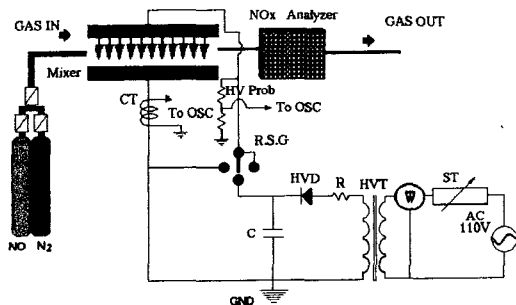 GAS IN
NOx Analyzer
GAS OUT
Mixer
HV Prob
CT
To OSC
To OSC
R.S.G
HVD
R
HVT
W
ST
AC
110V
C
NO
N2
GND